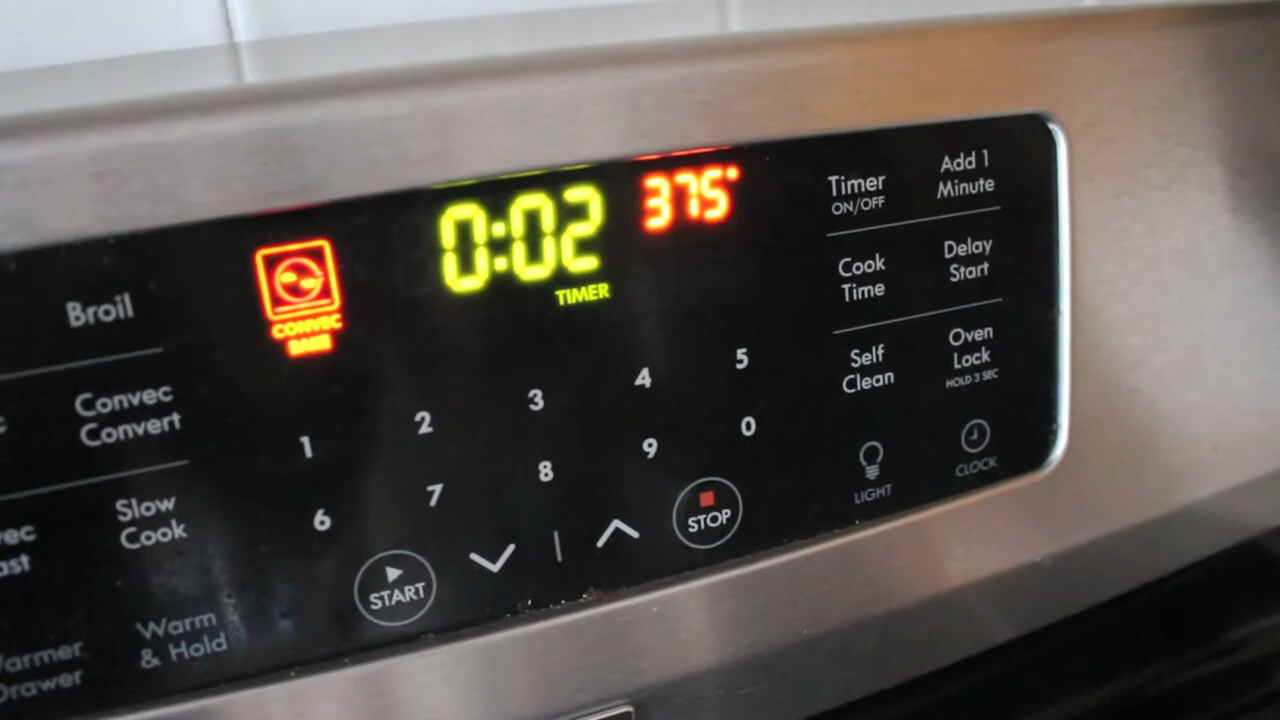 0:02
375°
TIMER
CONVEC
BAKE
Broil
Convec
Convert
Slow
Cook
Warm
& Hold
1
2
3
4
5
6
7
8
9
0
START
STOP
Timer
ON/OFF
Add 1
Minute
Cook
Time
Delay
Start
Self
Clean
Oven
Lock
HOLD 3 SEC
LIGHT
CLOCK
Drawer